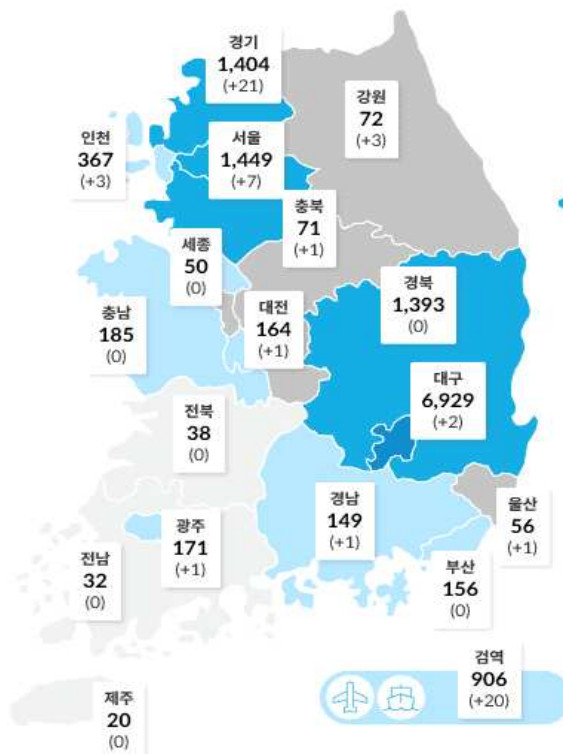 경기
1,404
(+21)
강원
72
(+3)
인천
367
(+3)
서울
1,449
(+7)
충북
71
(+1)
세종
50
(0)
경북
1,393
(0)
충남
185
(0)
대전
164
(+1)
대구
6,929
(+2)
전북
38
(0)
경남
149
(+1)
울산
56
(+1)
광주
171
(+1)
전남
32
(0)
부산
156
(0)
검역
906
(+20)
제주
20
(0)